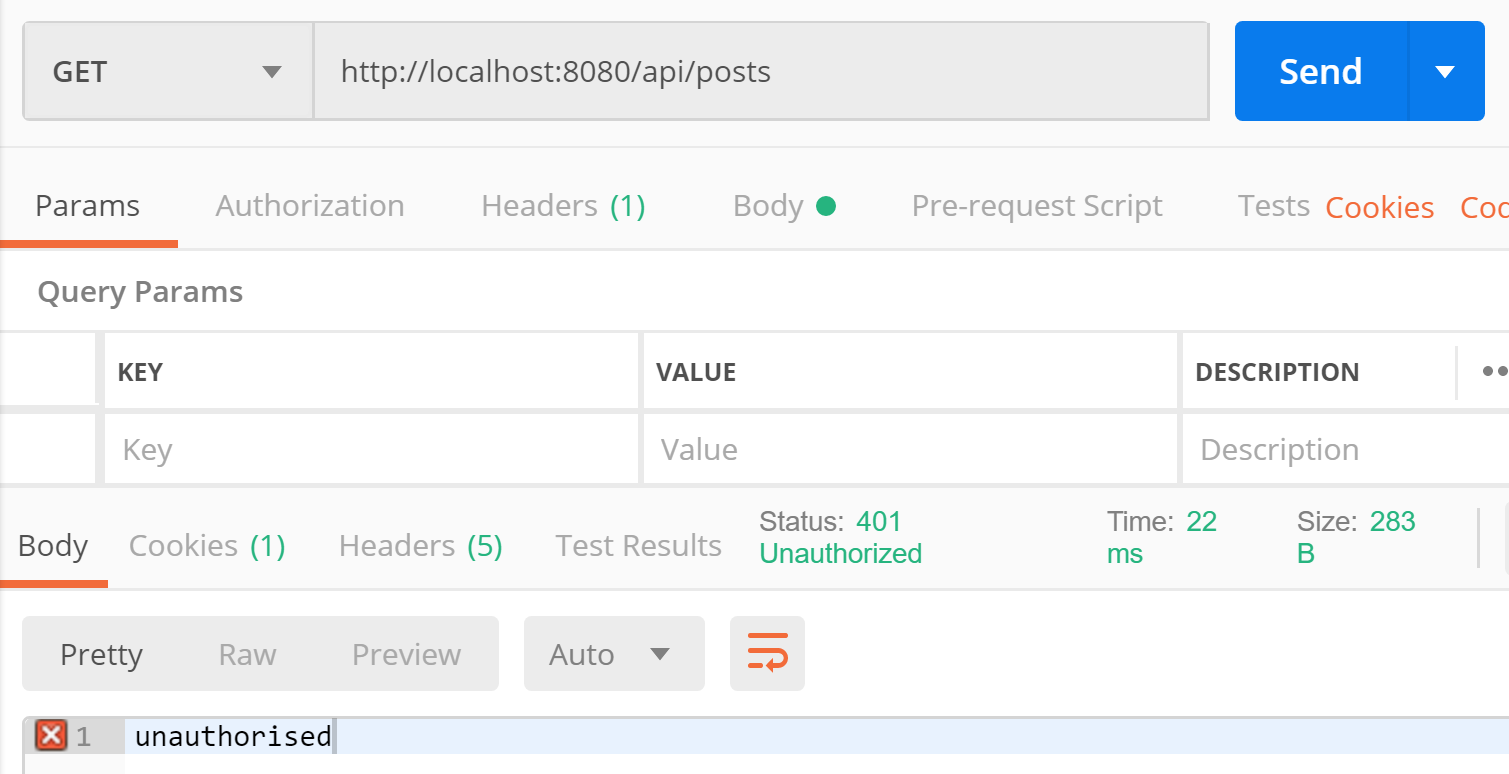 GET http://localhost:8080/api/posts Send
Params Authorization Headers (1) Body Pre-request Script Tests Cookies
Query Params
KEY VALUE DESCRIPTION
Key Value Description
Body Cookies (1) Headers (5) Test Results Status: 401 Unauthorized Time: 22 ms Size: 283 B
Pretty Raw Preview Auto
1 unauthorised